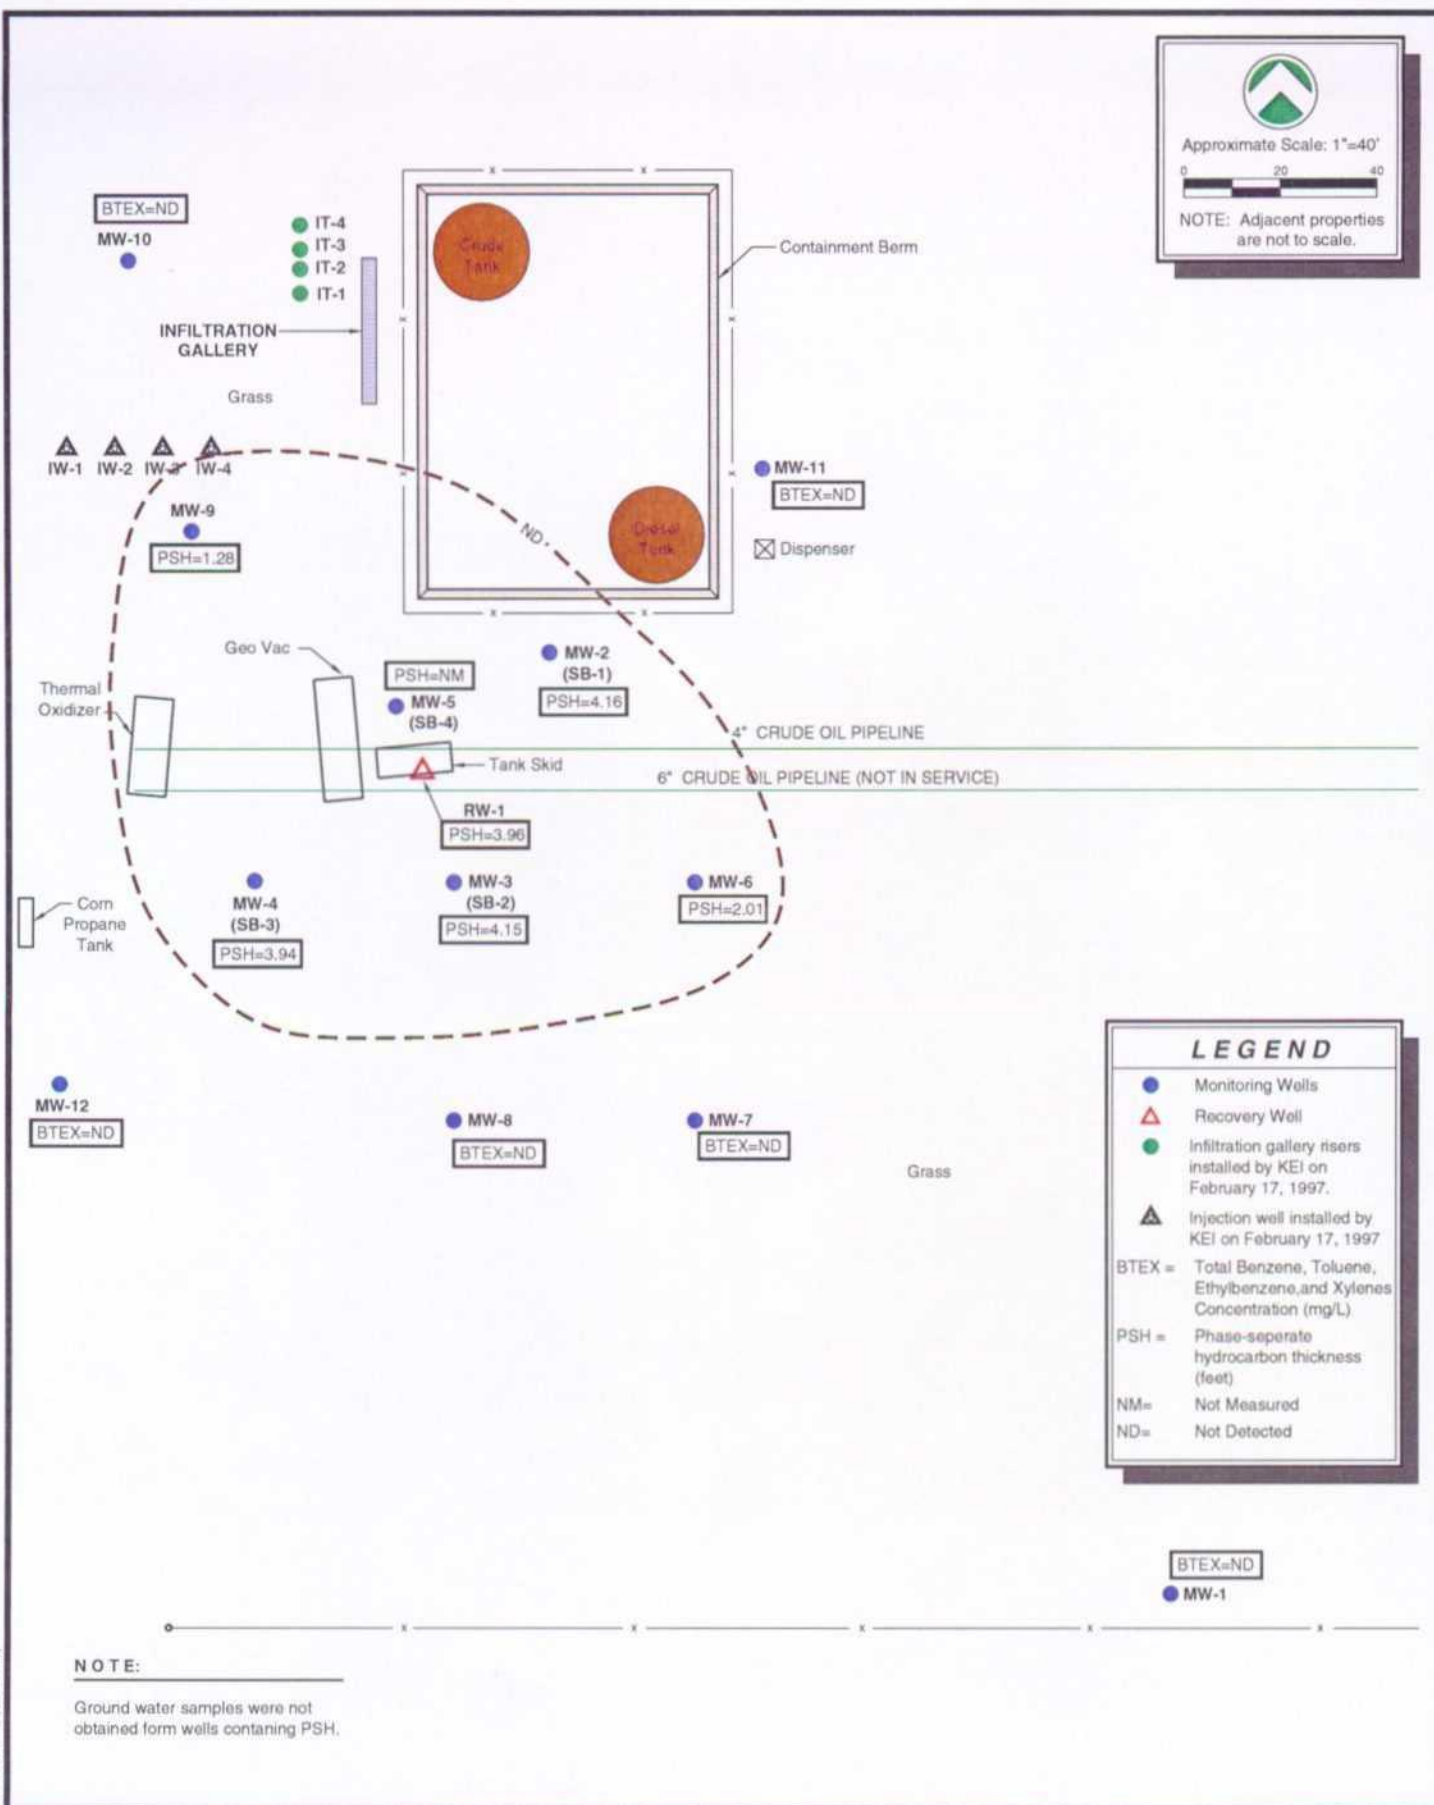 Approximate Scale: 1"=40'
0 20 40
NOTE: Adjacent properties
are not to scale.
BTEX=ND
MW-10
IT-4
IT-3
IT-2
IT-1
INFILTRATION
GALLERY
Grass
Crude
Tank
Containment Berm
IW-1 IW-2 IW-3 IW-4
MW-9
PSH=1.28
ND
Diesel
Tank
MW-11
BTEX=ND
Dispenser
Geo Vac
Thermal
Oxidizer
PSH=NM
MW-5
(SB-4)
MW-2
(SB-1)
PSH=4.16
4" CRUDE OIL PIPELINE
Tank Skid
6" CRUDE OIL PIPELINE (NOT IN SERVICE)
RW-1
PSH=3.96
Corn
Propane
Tank
MW-4
(SB-3)
PSH=3.94
MW-3
(SB-2)
PSH=4.15
MW-6
PSH=2.01
MW-12
BTEX=ND
MW-8
BTEX=ND
MW-7
BTEX=ND
Grass
LEGEND
Monitoring Wells
Recovery Well
Infiltration gallery risers
installed by KEI on
February 17, 1997.
Injection well installed by
KEI on February 17, 1997
BTEX = Total Benzene, Toluene,
Ethylbenzene,and Xylenes
Concentration (mg/L)
PSH = Phase-seperate
hydrocarbon thickness
(feet)
NM= Not Measured
ND= Not Detected
BTEX=ND
MW-1
NOTE:
Ground water samples were not
obtained form wells contaning PSH.